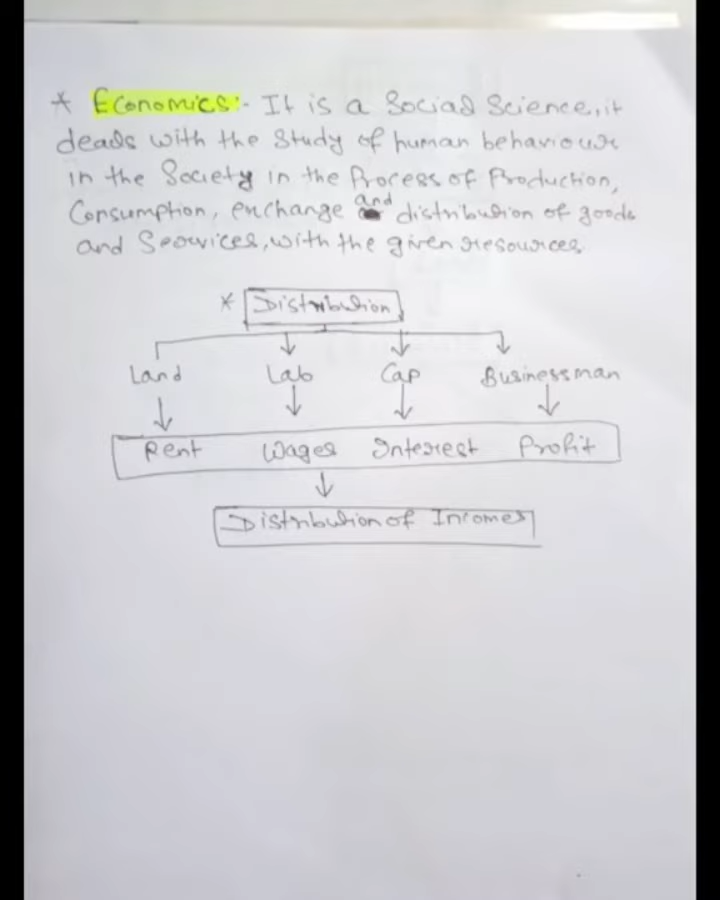 * Economics:- It is a Social Science, it
deals with the Study of human behaviour
in the Society in the Process of Production,
Consumption, exchange and distribution of goods
and Services, with the given resources
* Distribution
Land Lab Cap Businessman
Rent Wages Interest Profit
Distribution of Incomes